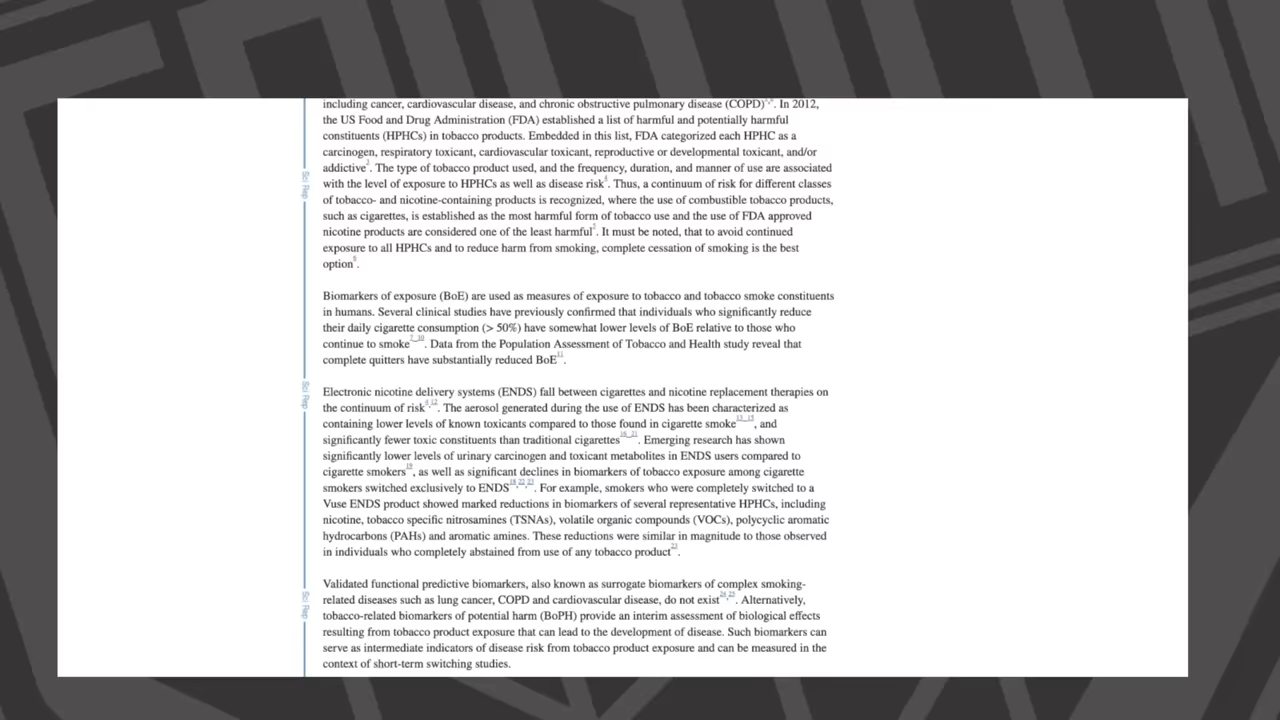 including cancer, cardiovascular disease, and chronic obstructive pulmonary disease (COPD). In 2012,
the US Food and Drug Administration (FDA) established a list of harmful and potentially harmful
constituents (HPHCs) in tobacco products. Embedded in this list, FDA categorized each HPHC as a
carcinogen, respiratory toxicant, cardiovascular toxicant, reproductive or developmental toxicant, and/or
addictive. The type of tobacco product used, and the frequency, duration, and manner of use are associated
with the level of exposure to HPHCs as well as disease risk. Thus, a continuum of risk for different classes
of tobacco- and nicotine-containing products is recognized, where the use of combustible tobacco products,
such as cigarettes, is established as the most harmful form of tobacco use and the use of FDA approved
nicotine products are considered one of the least harmful. It must be noted, that to avoid continued
exposure to all HPHCs and to reduce harm from smoking, complete cessation of smoking is the best
option.
Biomarkers of exposure (BoE) are used as measures of exposure to tobacco and tobacco smoke constituents
in humans. Several clinical studies have previously confirmed that individuals who significantly reduce
their daily cigarette consumption (> 50%) have somewhat lower levels of BoE relative to those who
continue to smoke. Data from the Population Assessment of Tobacco and Health study reveal that
complete quitters have substantially reduced BoE.
Electronic nicotine delivery systems (ENDS) fall between cigarettes and nicotine replacement therapies on
the continuum of risk. The aerosol generated during the use of ENDS has been characterized as
containing lower levels of known toxicants compared to those found in cigarette smoke, and
significantly fewer toxic constituents than traditional cigarettes. Emerging research has shown
significantly lower levels of urinary carcinogen and toxicant metabolites in ENDS users compared to
cigarette smokers, as well as significant declines in biomarkers of tobacco exposure among cigarette
smokers switched exclusively to ENDS. For example, smokers who were completely switched to a
Vuse ENDS product showed marked reductions in biomarkers of several representative HPHCs, including
nicotine, tobacco specific nitrosamines (TSNAs), volatile organic compounds (VOCs), polycyclic aromatic
hydrocarbons (PAHs) and aromatic amines. These reductions were similar in magnitude to those observed
in individuals who completely abstained from use of any tobacco product.
Validated functional predictive biomarkers, also known as surrogate biomarkers of complex smoking-
related diseases such as lung cancer, COPD and cardiovascular disease, do not exist. Alternatively,
tobacco-related biomarkers of potential harm (BoPH) provide an interim assessment of biological effects
resulting from tobacco product exposure that can lead to the development of disease. Such biomarkers can
serve as intermediate indicators of disease risk from tobacco product exposure and can be measured in the
context of short-term switching studies.
Sci Rep
Sci Rep
Sci Rep